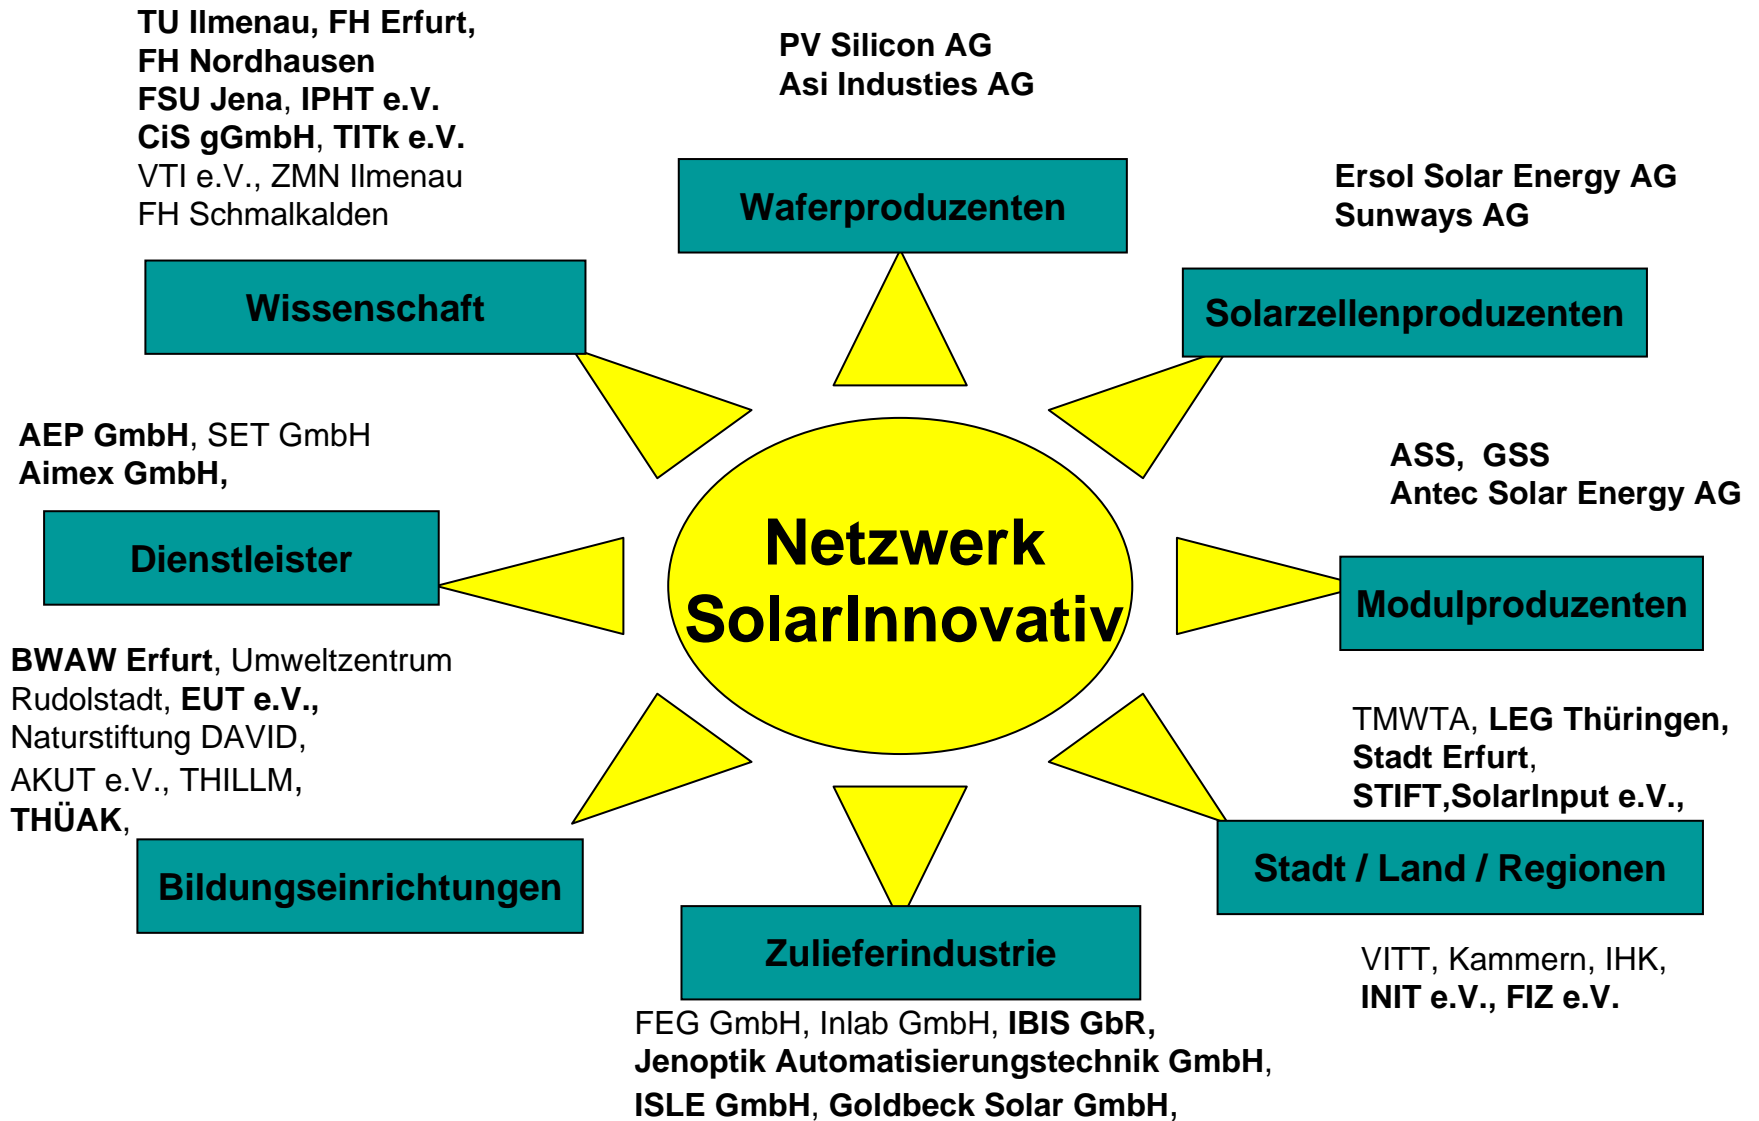 TU Ilmenau, FH Erfurt,
FH Nordhausen
FSU Jena, IPHT e.V.
CiS gGmbH, TITk e.V.
VTI e.V., ZMN Ilmenau
FH Schmalkalden
Wissenschaft
PV Silicon AG
Asi Industies AG
Waferproduzenten
Ersol Solar Energy AG
Sunways AG
Solarzellenproduzenten
AEP GmbH, SET GmbH
Aimex GmbH,
Dienstleister
Netzwerk
SolarInnovativ
ASS, GSS
Antec Solar Energy AG
Modulproduzenten
BWAW Erfurt, Umweltzentrum
Rudolstadt, EUT e.V.,
Naturstiftung DAVID,
AKUT e.V., THILLM,
THÜAK,
Bildungseinrichtungen
TMWTA, LEG Thüringen,
Stadt Erfurt,
STIFT,SolarInput e.V.,
Stadt / Land / Regionen
VITT, Kammern, IHK,
INIT e.V., FIZ e.V.
Zulieferindustrie
FEG GmbH, Inlab GmbH, IBIS GbR,
Jenoptik Automatisierungstechnik GmbH,
ISLE GmbH, Goldbeck Solar GmbH,